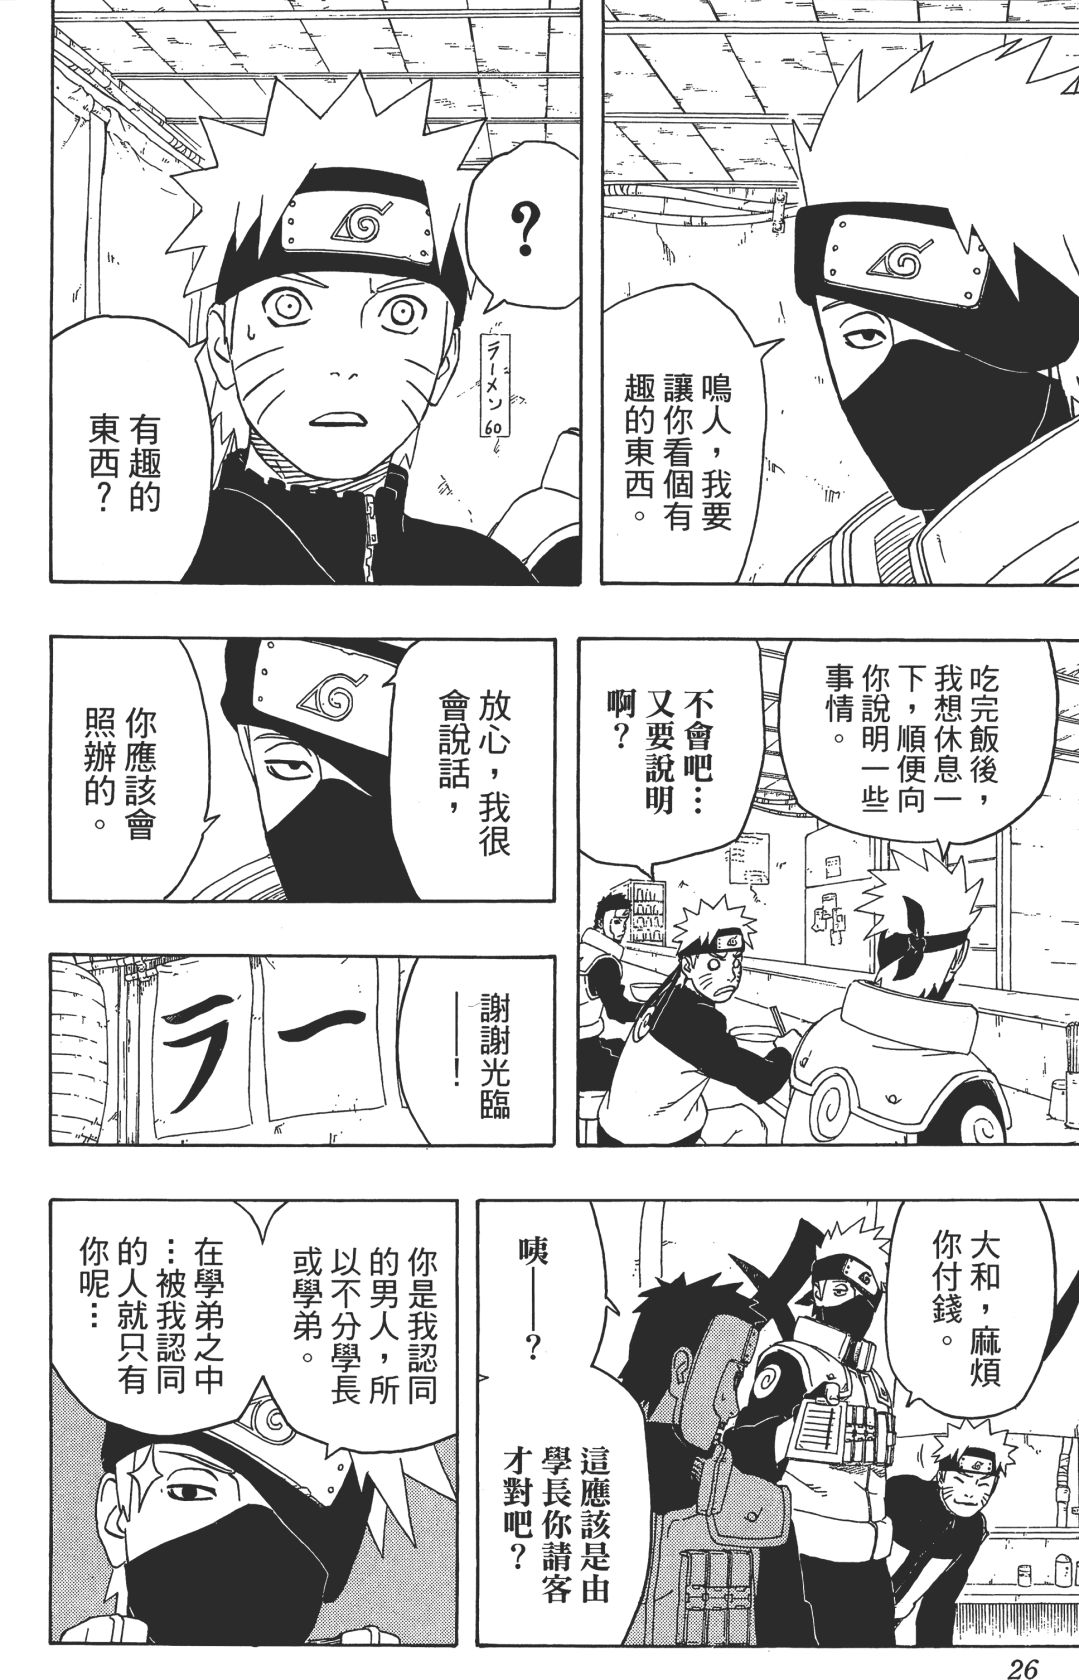 鳴人，我要
讓你看個有
趣的東西。
？
有趣的
東西？
ラーメン
60
吃完飯後，
我想休息一
下，順便向
你說明一些
事情。
不會吧…
又要說明
啊？
放心，我很
會說話，
你應該會
照辦的。
謝謝光臨
——！
ラー
大和，麻煩
你付錢。
咦——？
這應該是由
學長你請客
才對吧？
你是我認同
的男人，所
以不分學長
或學弟。
在學弟之中
…被我認同
的人就只有
你呢…
26